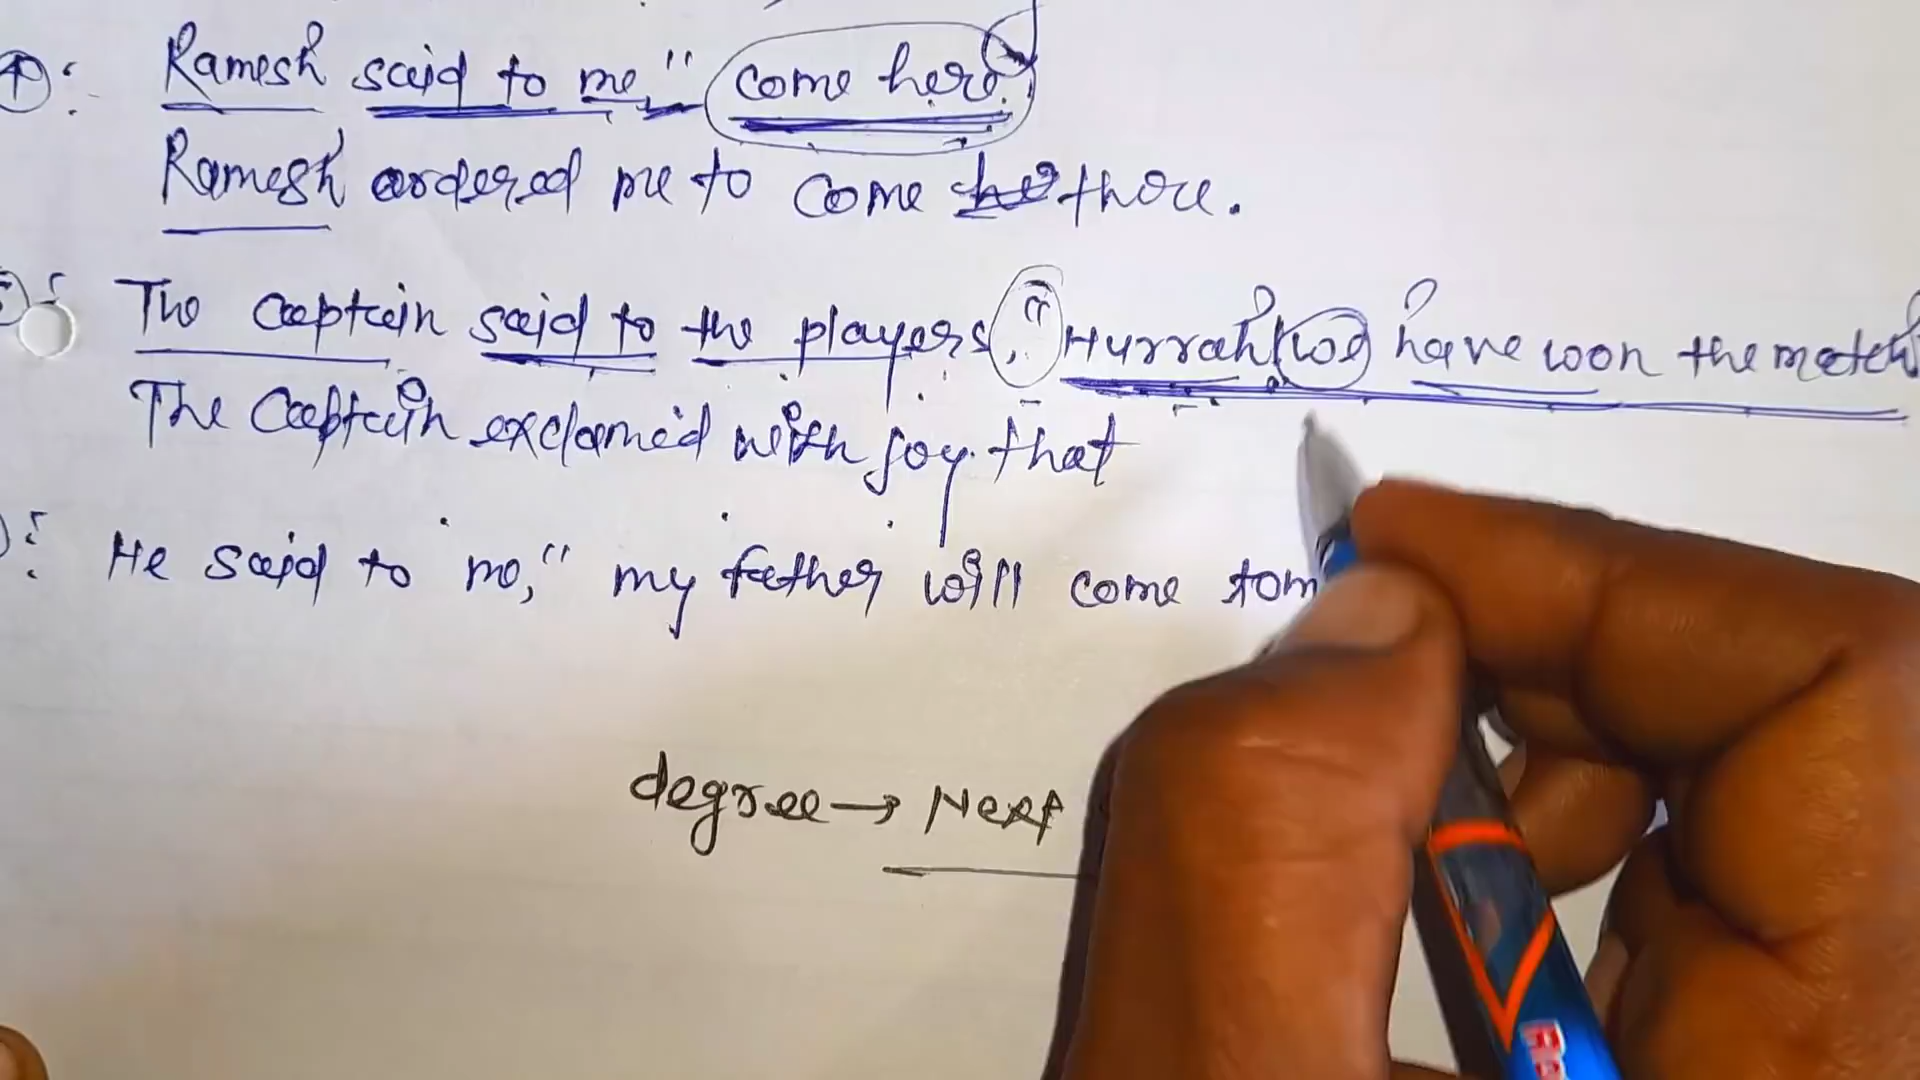 Ramesh said to me," come here.
Ramesh ordered me to come there.
The Captain said to the players, "Hurrah! we have won the match
The Captain exclaimed with joy. that
He said to me," my father will come tom
degree → Next